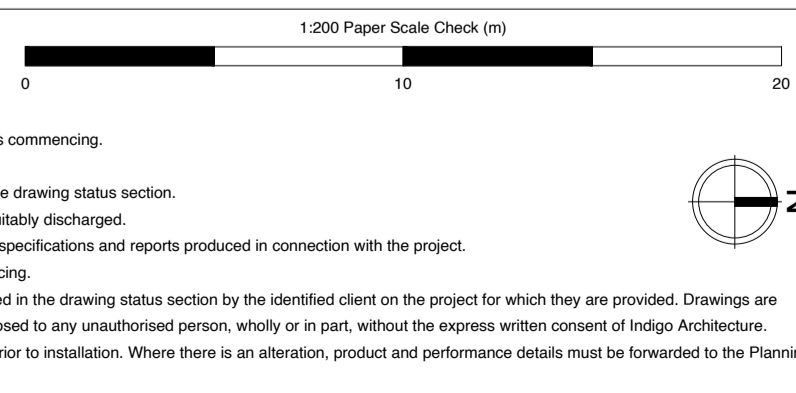 1:200 Paper Scale Check (m)
0 10 20
s commencing.
e drawing status section.
itably discharged.
specifications and reports produced in connection with the project.
cing.
ed in the drawing status section by the identified client on the project for which they are provided. Drawings are
osed to any unauthorised person, wholly or in part, without the express written consent of Indigo Architecture.
rior to installation. Where there is an alteration, product and performance details must be forwarded to the Plannin